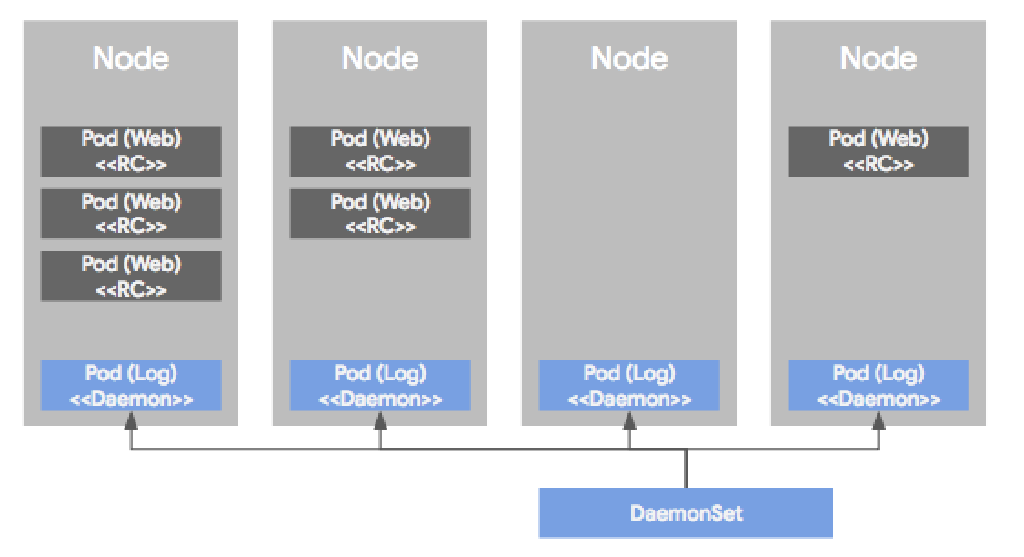 Node
Pod (Web)
<<RC>>
Pod (Web)
<<RC>>
Pod (Web)
<<RC>>
Pod (Log)
<<Daemon>>
Node
Pod (Web)
<<RC>>
Pod (Web)
<<RC>>
Pod (Log)
<<Daemon>>
Node
Pod (Log)
<<Daemon>>
Node
Pod (Web)
<<RC>>
Pod (Log)
<<Daemon>>
DaemonSet